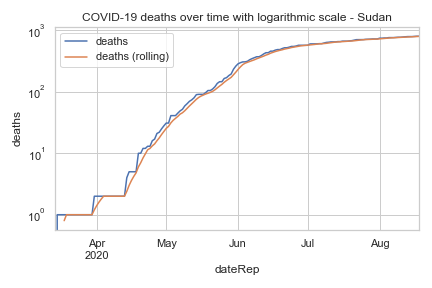 COVID-19 deaths over time with logarithmic scale - Sudan
deaths
deaths (rolling)
deaths
10³
10²
10¹
10⁰
Apr
2020
May
Jun
Jul
Aug
dateRep